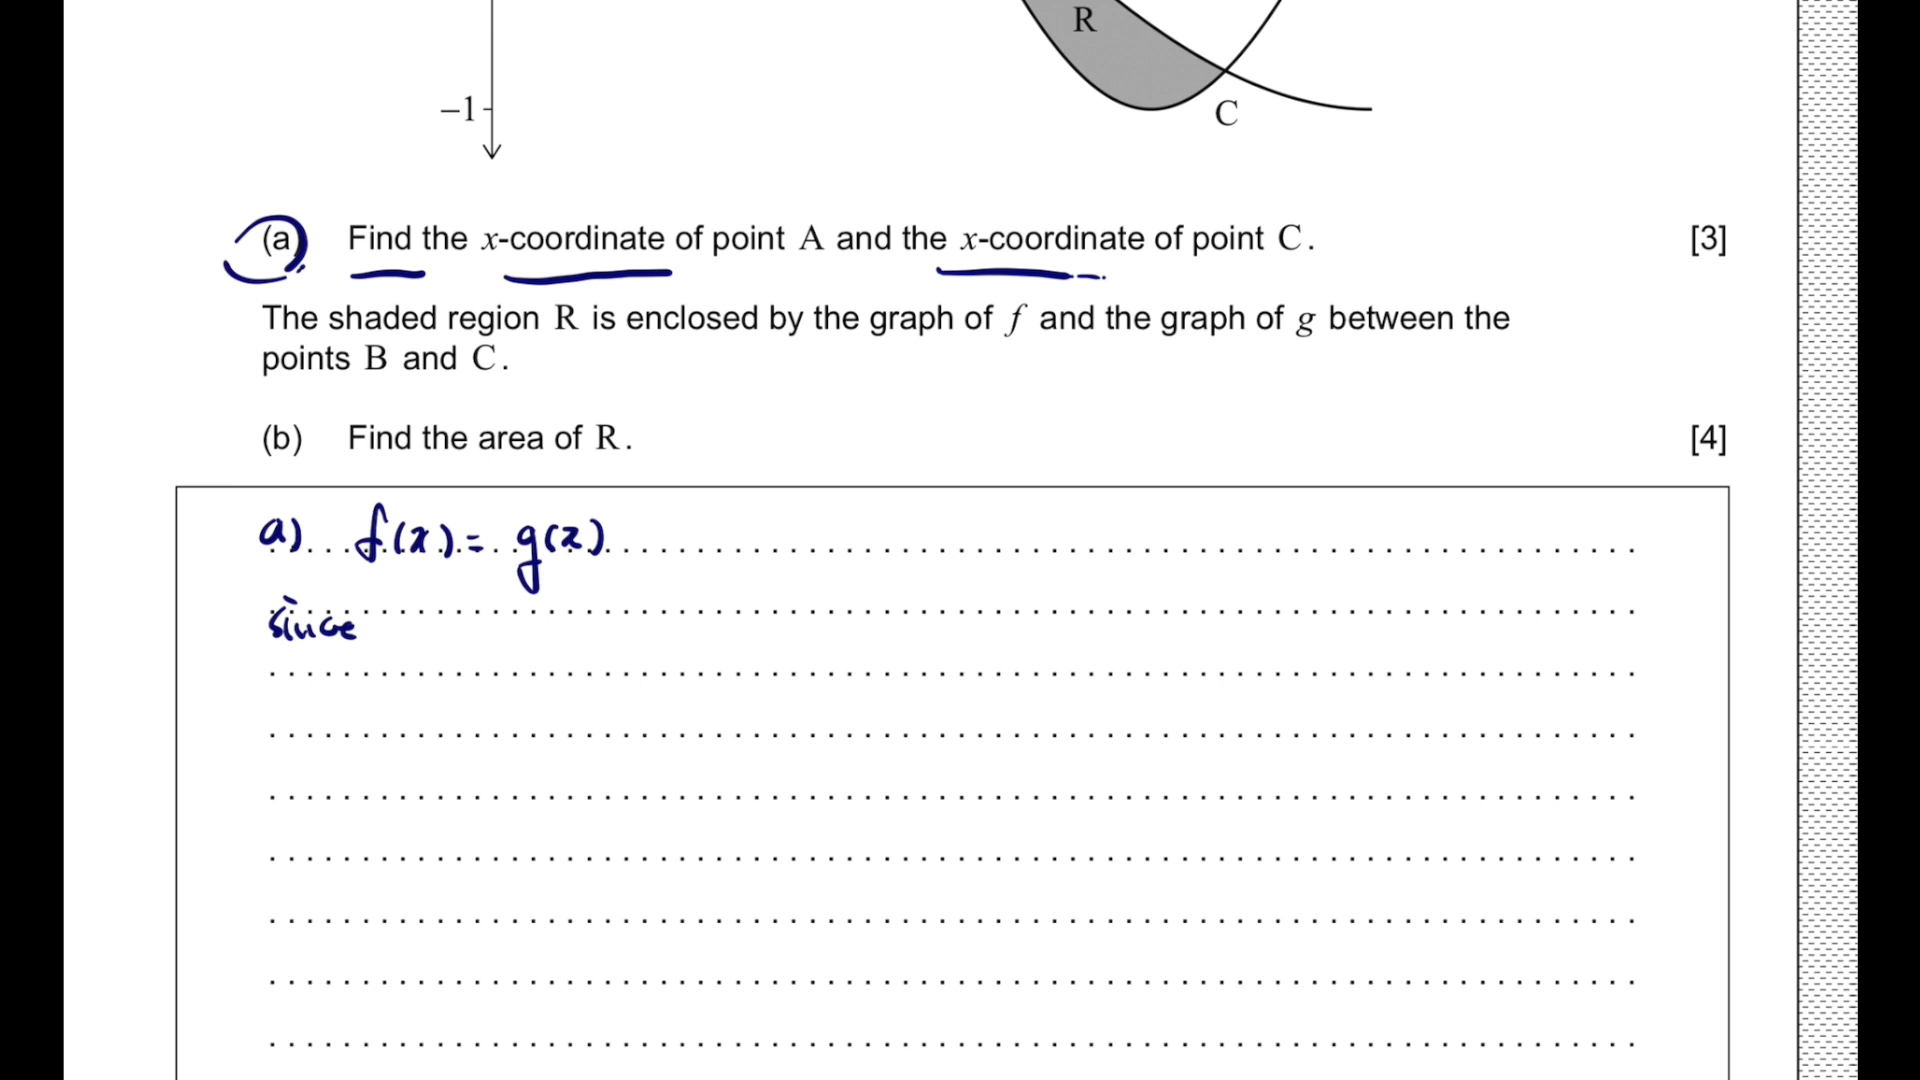 R
−1
C
(a) Find the x-coordinate of point A and the x-coordinate of point C. [3]
The shaded region R is enclosed by the graph of f and the graph of g between the
points B and C.
(b) Find the area of R. [4]
a) f(x) = g(x)
since